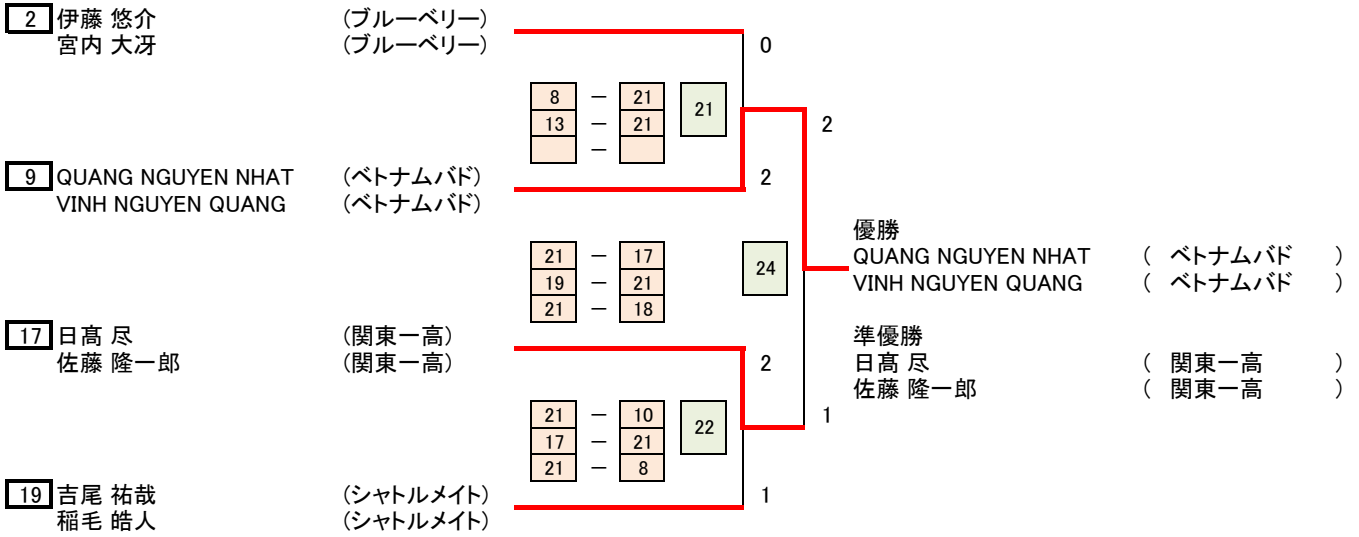 2 伊藤 悠介 (ブルーベリー)
宮内 大冴 (ブルーベリー)
0
8 － 21
21
13 － 21
2
－
9 QUANG NGUYEN NHAT (ベトナムバド)
2
VINH NGUYEN QUANG (ベトナムバド)
優勝
21 － 17
QUANG NGUYEN NHAT ( ベトナムバド )
24
19 － 21
VINH NGUYEN QUANG ( ベトナムバド )
21 － 18
17 日髙 尽 (関東一高)
準優勝
佐藤 隆一郎 (関東一高)
2
日髙 尽 ( 関東一高 )
佐藤 隆一郎 ( 関東一高 )
21 － 10
1
22
17 － 21
21 － 8
19 吉尾 祐哉 (シャトルメイト)
1
稲毛 皓人 (シャトルメイト)